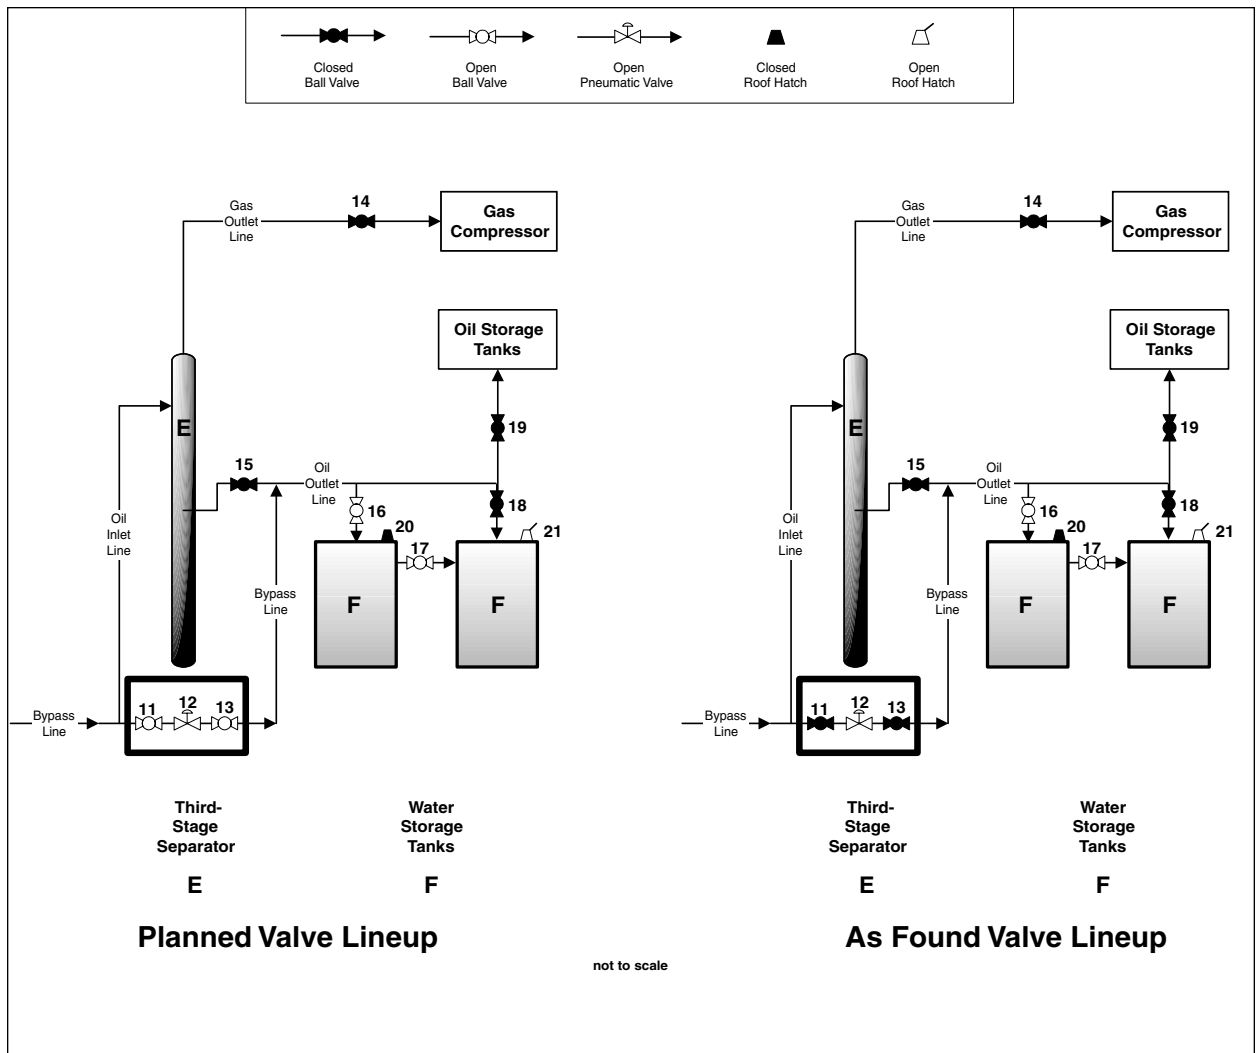 Closed
Ball Valve
Open
Ball Valve
Open
Pneumatic Valve
Closed
Roof Hatch
Open
Roof Hatch
Gas
Outlet
Line
14
Gas
Compressor
Oil Storage
Tanks
E
19
15
Oil
Outlet
Line
16
18
20
21
17
Oil
Inlet
Line
Bypass
Line
F
F
Bypass
Line
11
12
13
Third-
Stage
Separator
E
Water
Storage
Tanks
F
Planned Valve Lineup
Gas
Outlet
Line
14
Gas
Compressor
Oil Storage
Tanks
E
19
15
Oil
Outlet
Line
16
18
20
21
17
Oil
Inlet
Line
Bypass
Line
F
F
Bypass
Line
11
12
13
Third-
Stage
Separator
E
Water
Storage
Tanks
F
As Found Valve Lineup
not to scale